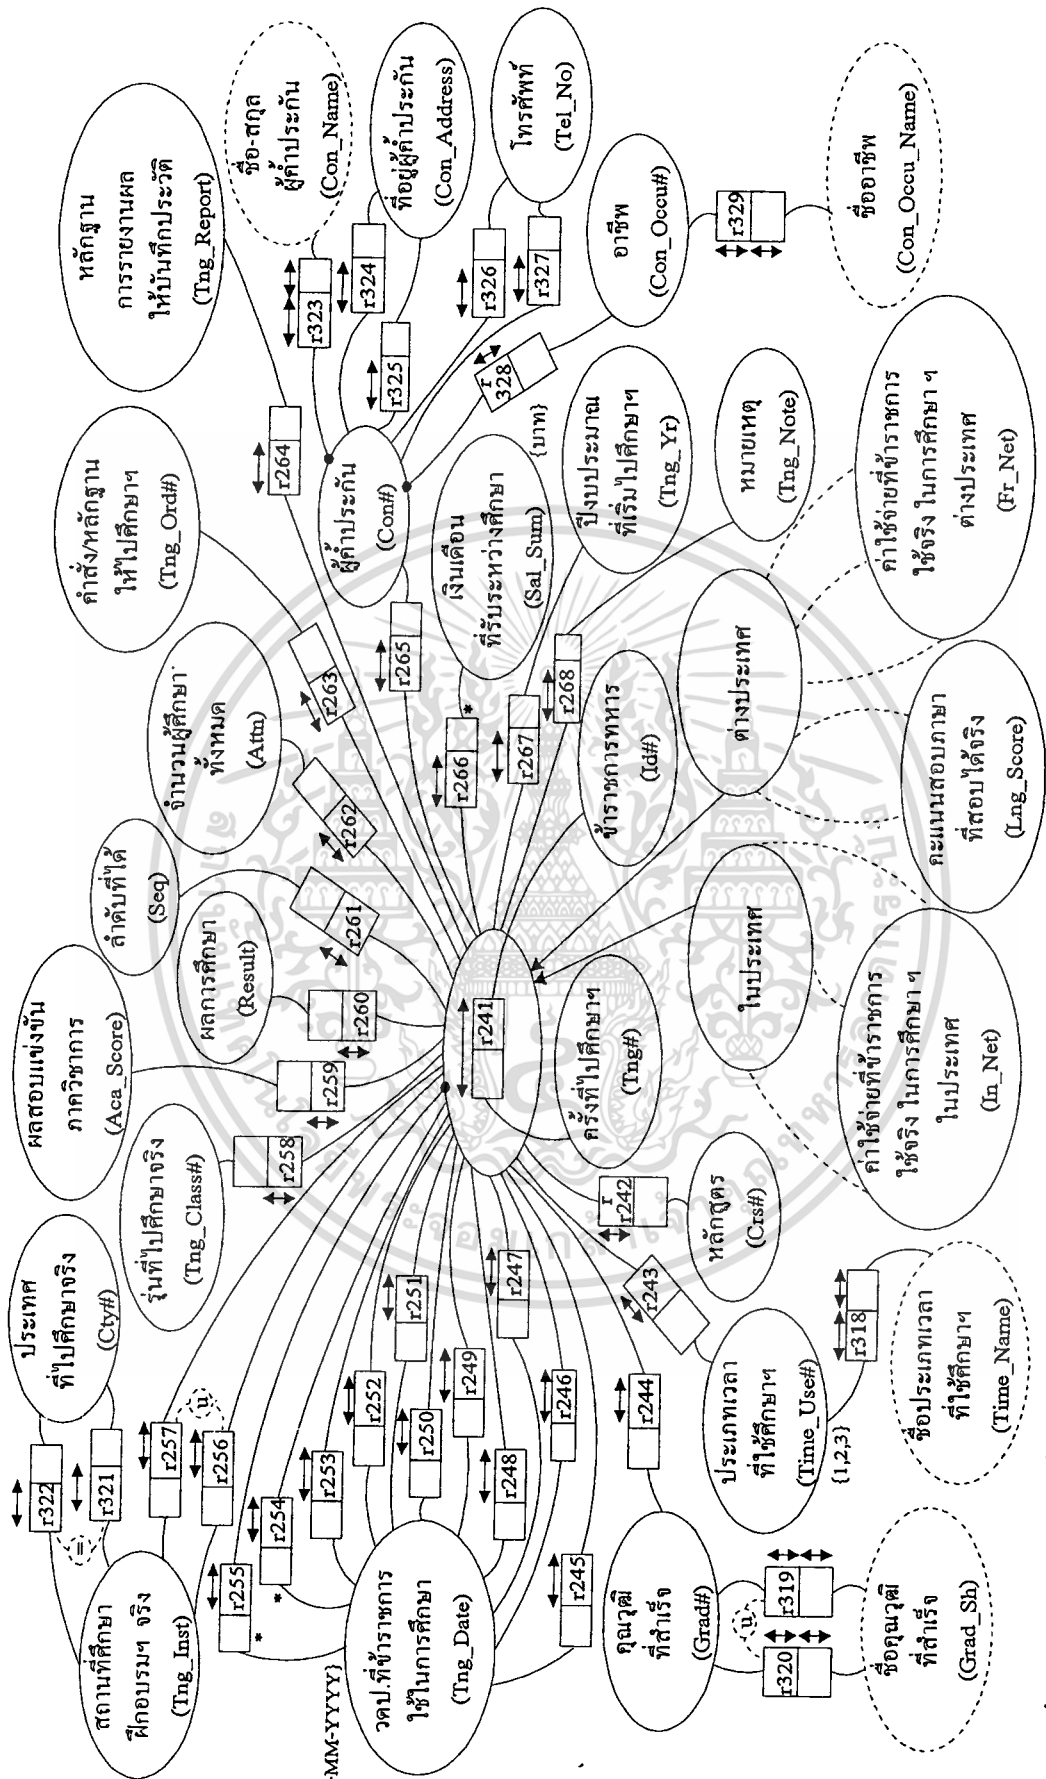 หลักฐาน
การรายงานผล
ให้บันทึกประวัติ
(Tng_Report)
คำสั่ง/หลักฐาน
ให้ไปศึกษาฯ
(Tng_Ord#)
จำนวนผู้ศึกษา
ทั้งหมด
(Attn)
ลำดับที่ได้
(Seq)
ผลการศึกษา
(Result)
ผลสอบแข่งขัน
ภาควิชาการ
(Aca_Score)
รุ่นที่ไปศึกษาจริง
(Tng_Class#)
ประเทศ
ที่ไปศึกษาจริง
(Cty#)
สถานที่ศึกษา
ฝึกอบรมฯ จริง
(Tng_Inst)
ชื่อ-สกุล
ผู้ค้ำประกัน
(Con_Name)
ที่อยู่ผู้ค้ำประกัน
(Con_Address)
โทรศัพท์
(Tel_No)
อาชีพ
(Con_Occu#)
ชื่ออาชีพ
(Con_Occu_Name)
ผู้ค้ำประกัน
(Con#)
r322
r321
=
r257
r256
u
r255
*
r254
*
r253
r252
r251
r250
r249
r248
r247
r246
r245
r244
r243
r
r242
r241
r258
r259
r260
r261
r262
r263
r264
r265
r266
*
r267
r268
r323
r324
r325
r326
r327
r
328
r329
เงินเดือน
ที่รับระหว่างศึกษา
(Sal_Sum)
{บาท}
ปีงบประมาณ
ที่เริ่มไปศึกษาฯ
(Tng_Yr)
หมายเหตุ
(Tng_Note)
ข้าราชการทหาร
(Id#)
ครั้งที่ไปศึกษาฯ
(Tng#)
หลักสูตร
(Crs#)
วดป.ที่ข้าราชการ
ใช้ในการศึกษา
(Tng_Date)
-MM-YYYY}
คุณวุฒิ
ที่สำเร็จ
(Grad#)
u
r319
r320
ชื่อคุณวุฒิ
ที่สำเร็จ
(Grad_Sh)
ประเภทเวลา
ที่ใช้ศึกษาฯ
(Time_Use#)
{1,2,3}
r318
ชื่อประเภทเวลา
ที่ใช้ศึกษาฯ
(Time_Name)
ในประเทศ
ค่าใช้จ่ายที่ข้าราชการ
ใช้จริง ในการศึกษา ฯ
ในประเทศ
(In_Net)
ต่างประเทศ
คะแนนสอบภาษา
ที่สอบได้จริง
(Lng_Score)
ค่าใช้จ่ายที่ข้าราชการ
ใช้จริง ในการศึกษา ฯ
ต่างประเทศ
(Fr_Net)